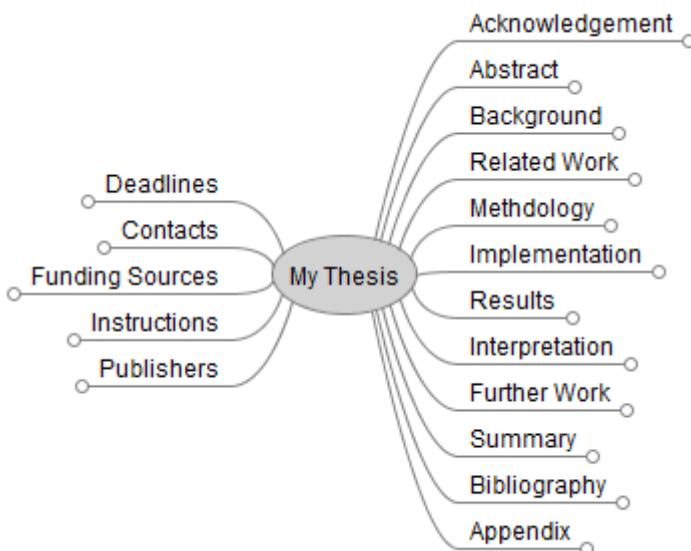 Acknowledgement
Abstract
Background
Related Work
Methdology
Implementation
Results
Interpretation
Further Work
Summary
Bibliography
Appendix
Deadlines
Contacts
Funding Sources
Instructions
Publishers
My Thesis